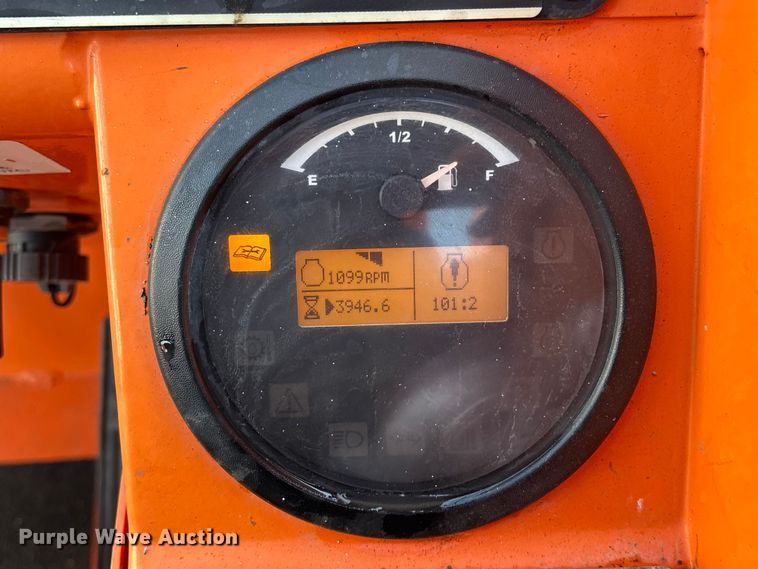 1/2
E F
1099RPM
3946.6 101:2
Purple Wave Auction